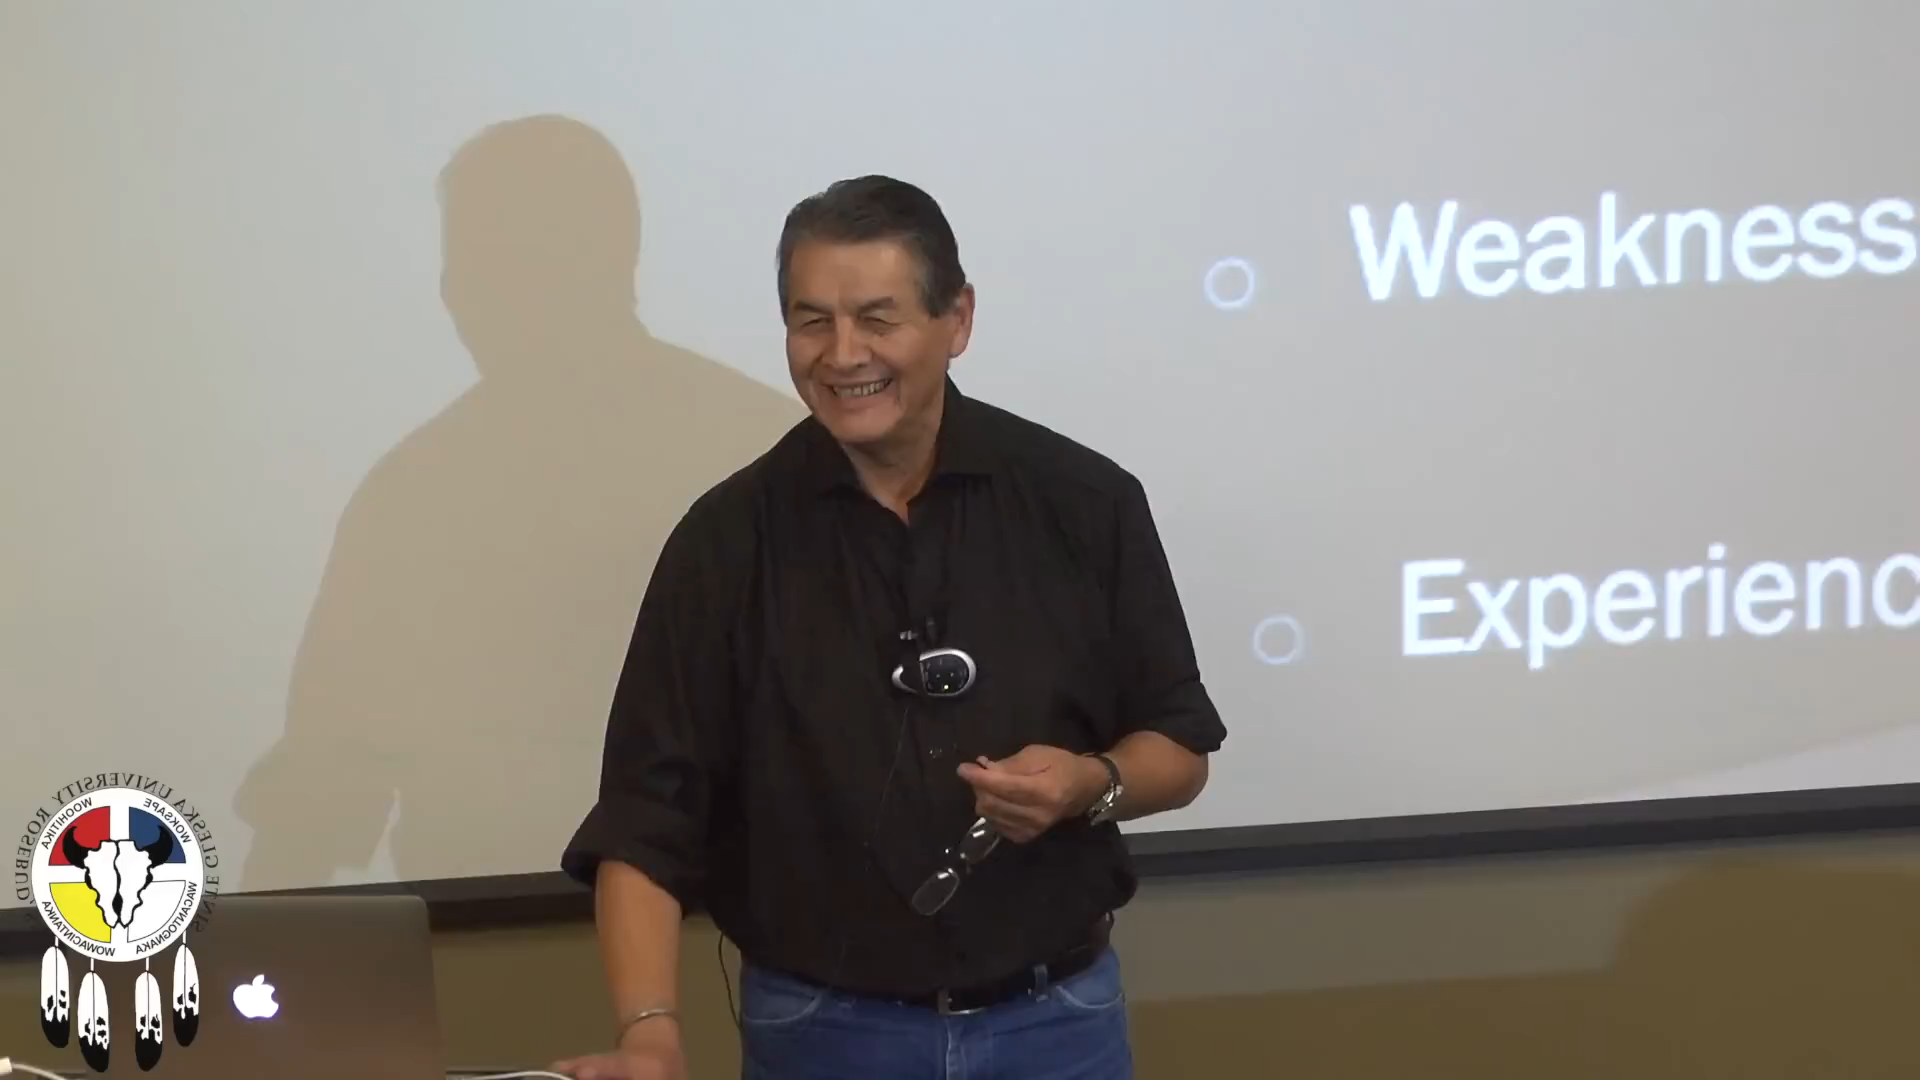 Weakness
Experienc
SINTE GLESKA UNIVERSITY ROSEBUD
WOOHITIKA
WOKSAPE
WOWACINTANKA
WACANTOGNAKA